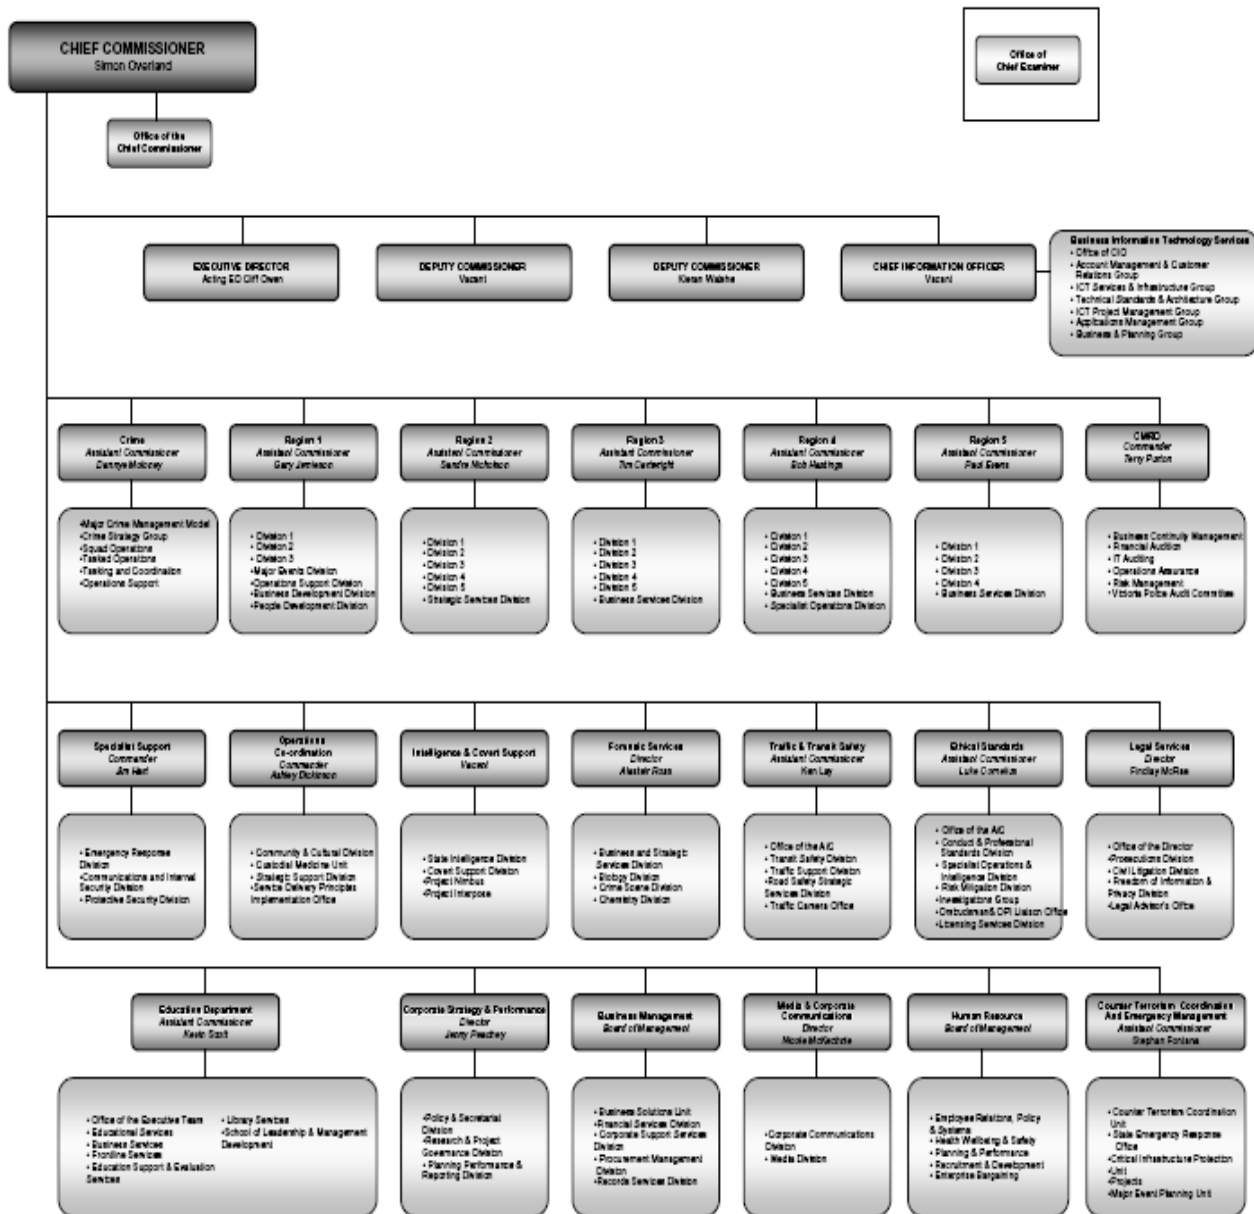 CHIEF COMMISSIONER
Simon Overland
Office of
Chief Examiner
Office of the
Chief Commissioner
EXECUTIVE DIRECTOR
Acting ED Cliff Owen
DEPUTY COMMISSIONER
Vacant
DEPUTY COMMISSIONER
Kieran Walshe
CHIEF INFORMATION OFFICER
Vacant
Business Information Technology Services
• Office of CIO
• Account Management & Customer
Relations Group
• ICT Services & Infrastructure Group
• Technical Standards & Architecture Group
• ICT Project Management Group
• Applications Management Group
• Business & Planning Group
Crime
Assistant Commissioner
Dannye Moloney
Region 1
Assistant Commissioner
Gary Jamieson
Region 2
Assistant Commissioner
Sandra Nicholson
Region 3
Assistant Commissioner
Tim Cartwright
Region 4
Assistant Commissioner
Bob Hastings
Region 5
Assistant Commissioner
Paul Evans
CMRD
Commander
Terry Purton
•Major Crime Management Model
•Crime Strategy Group
•Squad Operations
•Tasked Operations
•Tasking and Coordination
•Operations Support
• Division 1
• Division 2
• Division 3
• Major Events Division
• Operations Support Division
• Business Development Division
• People Development Division
• Division 1
• Division 2
• Division 3
• Division 4
• Division 5
• Strategic Services Division
• Division 1
• Division 2
• Division 3
• Division 4
• Division 5
• Business Services Division
• Division 1
• Division 2
• Division 3
• Division 4
• Division 5
• Business Services Division
• Specialist Operations Division
• Division 1
• Division 2
• Division 3
• Division 4
• Business Services Division
• Business Continuity Management
• Financial Audition
• IT Auditing
• Operations Assurance
• Risk Management
• Victoria Police Audit Committee
Specialist Support
Commander
Jim Hart
Operations
Co-ordination
Commander
Ashley Dickinson
Intelligence & Covert Support
Vacant
Forensic Services
Director
Alastair Ross
Traffic & Transit Safety
Assistant Commissioner
Ken Lay
Ethical Standards
Assistant Commissioner
Luke Cornelius
Legal Services
Director
Findlay McRae
• Emergency Response
Division
•Communications and Internal
Security Division
• Protective Security Division
• Community & Cultural Division
• Custodial Medicine Unit
• Strategic Support Division
• Service Delivery Principles
Implementation Office
• State Intelligence Division
• Covert Support Division
• Project Nimbus
• Project Interpose
• Business and Strategic
Services Division
• Biology Division
• Crime Scene Division
• Chemistry Division
• Office of the A/C
• Transit Safety Division
• Traffic Support Division
•Road Safety Strategic
Services Division
• Traffic Camera Office
• Office of the A/C
• Conduct & Professional
Standards Division
• Specialist Operations &
Intelligence Division
• Risk Mitigation Division
• Investigations Group
•Ombudsman& OPI Liaison Office
• Licensing Services Division
• Office of the Director
•Prosecutions Division
• Civil Litigation Division
• Freedom of Information &
Privacy Division
•Legal Advisor's Office
Education Department
Assistant Commissioner
Kevin Scott
Corporate Strategy & Performance
Director
Jenny Peachey
Business Management
Board of Management
Media & Corporate
Communications
Director
Nicole McKechnie
Human Resource
Board of Management
Counter Terrorism Coordination
And Emergency Management
Assistant Commissioner
Stephen Fontana
• Office of the Executive Team
• Educational Services
• Business Services
• Frontline Services
• Education Support & Evaluation
Services
• Library Services
•School of Leadership & Management
Development
•Policy & Secretariat
Division
•Research & Project
Governance Division
• Planning Performance &
Reporting Division
• Business Solutions Unit
•Financial Services Division
• Corporate Support Services
Division
• Procurement Management
Division
• Records Services Division
•Corporate Communications
Division
• Media Division
• Employee Relations, Policy
& Systems
• Health Wellbeing & Safety
• Planning & Performance
• Recruitment & Development
• Enterprise Bargaining
•Counter Terrorism Coordination
Unit
• State Emergency Response
Office
•Critical Infrastructure Protection
Unit
• Projects
•Major Event Planning Unit